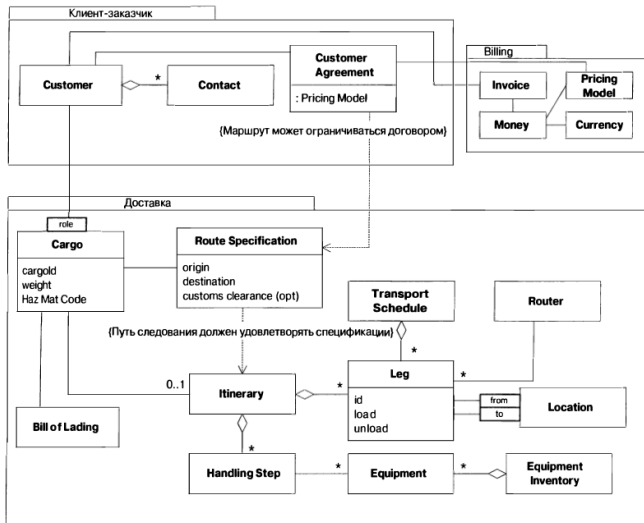 Клиент-заказчик
Customer
*
Contact
Customer
Agreement
: Pricing Model
{Маршрут может ограничиваться договором}
Billing
Invoice
Pricing
Model
Money
Currency
Доставка
role
Cargo
cargoId
weight
Haz Mat Code
Route Specification
origin
destination
customs clearance (opt)
{Путь следования должен удовлетворять спецификации}
Transport
Schedule
*
Router
*
0..1
Itinerary
*
Leg
id
load
unload
from
to
Location
Bill of Lading
*
Handling Step
*
Equipment
*
Equipment
Inventory